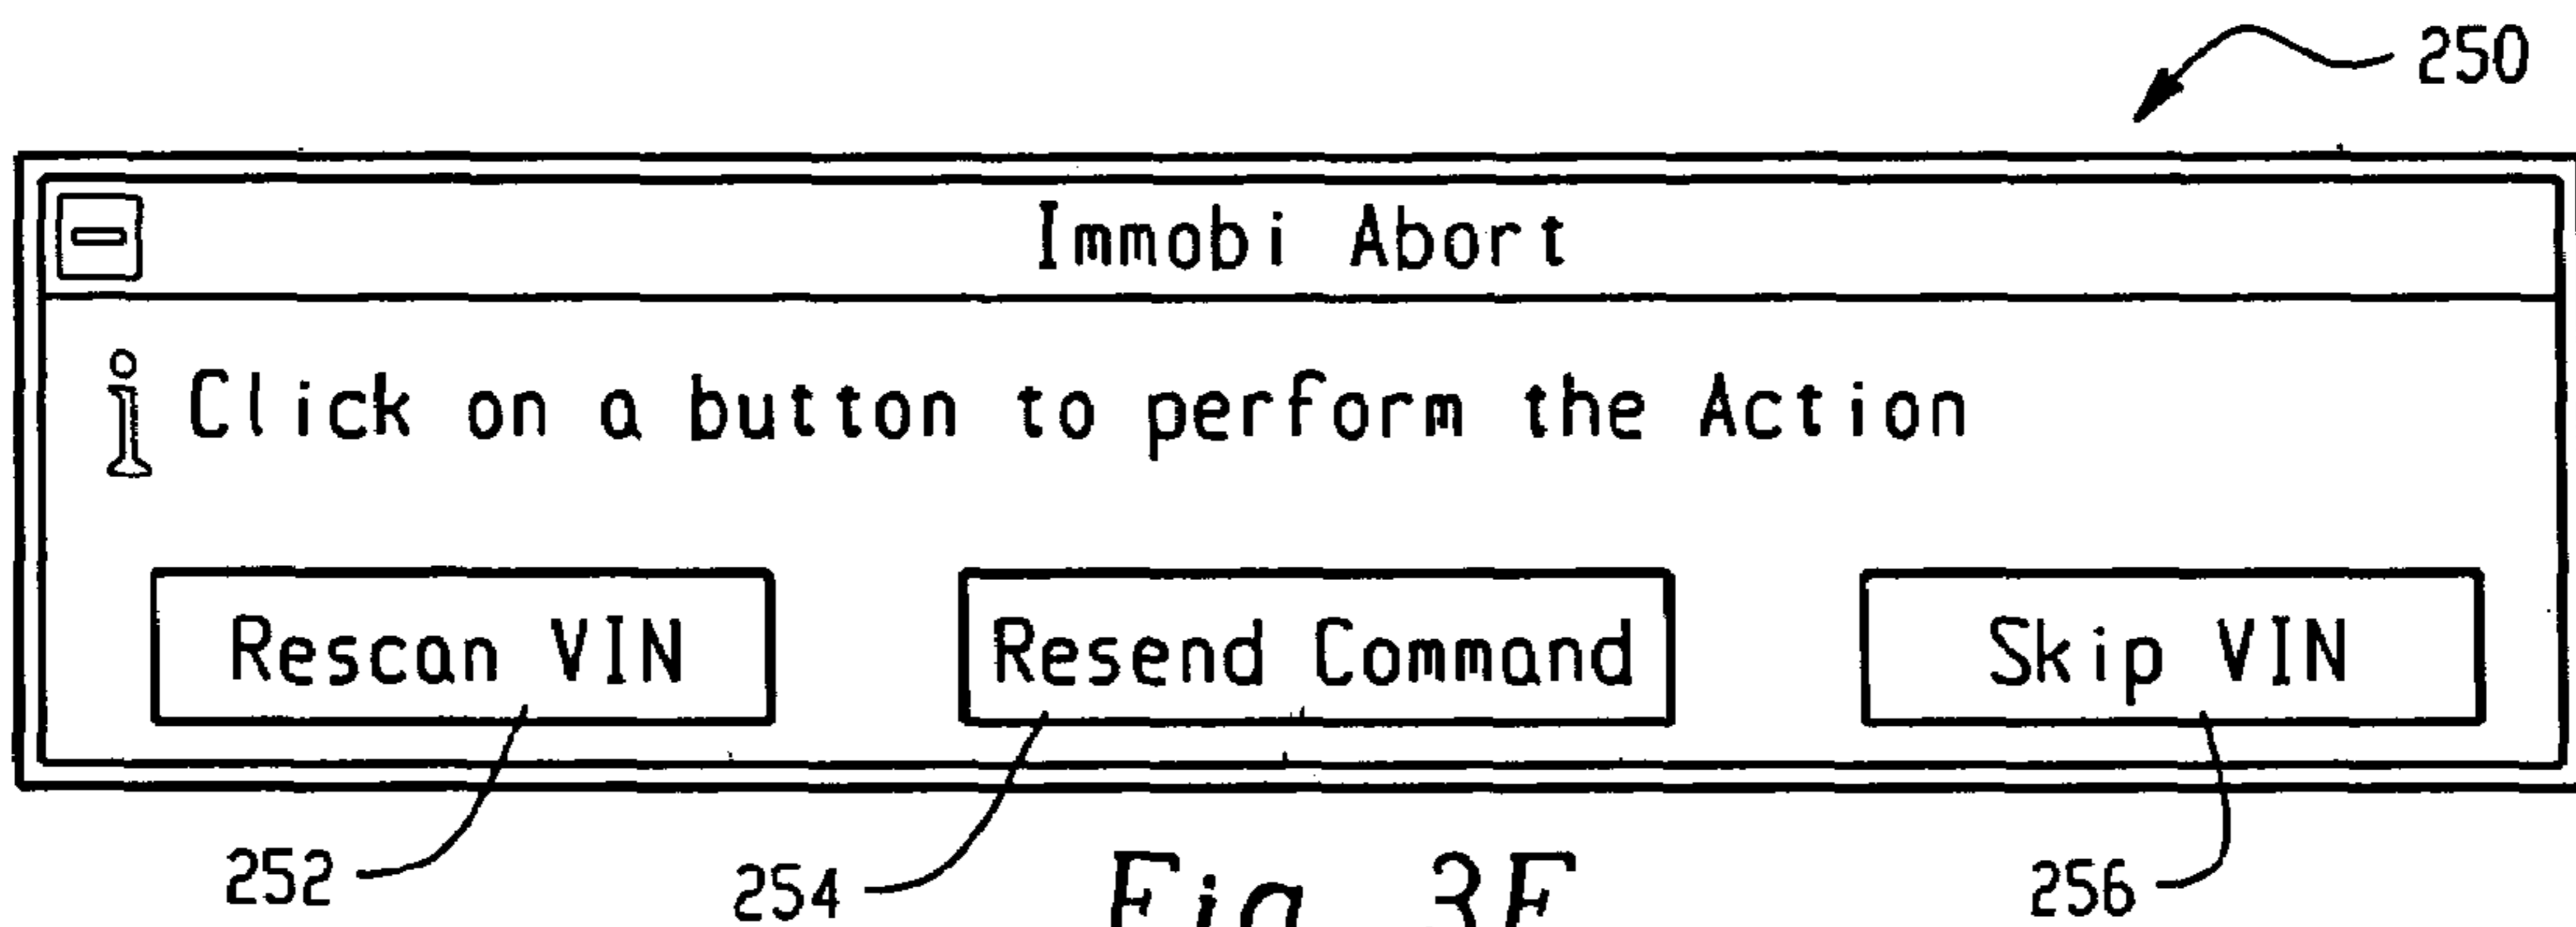 250
Immobi Abort
i Click on a button to perform the Action
Rescan VIN Resend Command Skip VIN
252 254 256
Fig